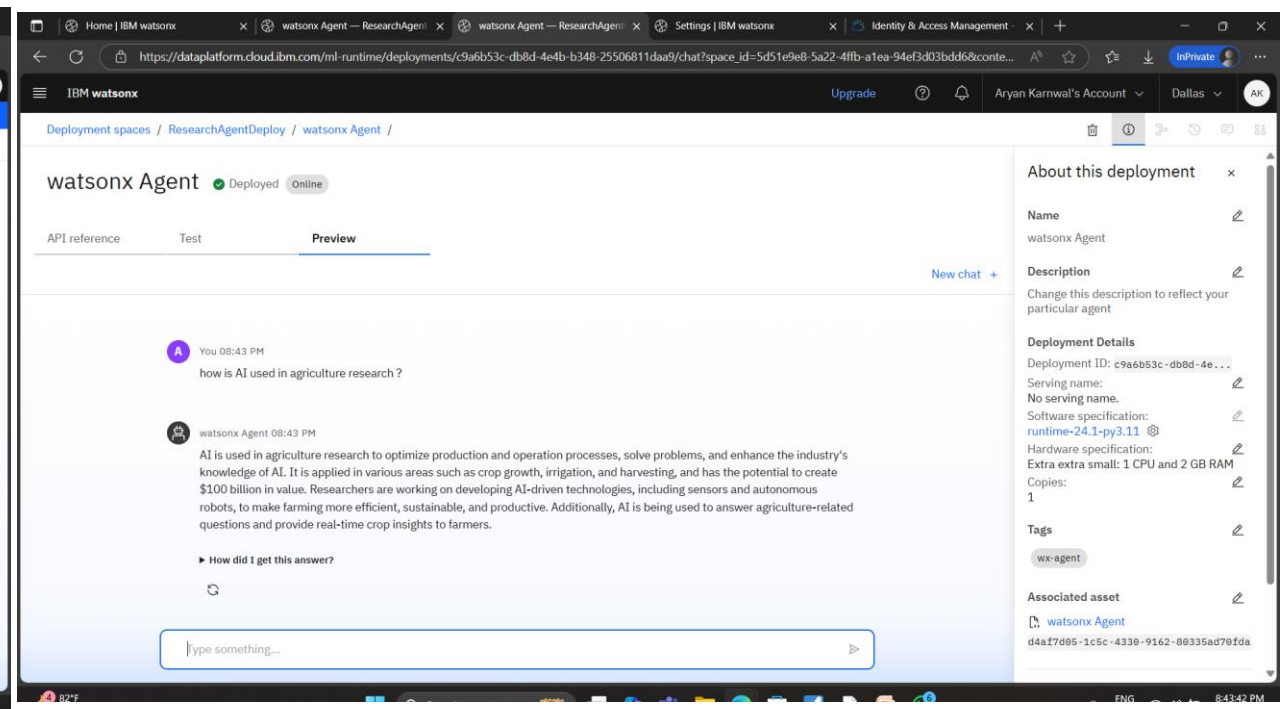 Home | IBM watsonx
watsonx Agent — ResearchAgent
watsonx Agent — ResearchAgent
Settings | IBM watsonx
Identity & Access Management -
https://dataplatform.cloud.ibm.com/ml-runtime/deployments/c9a6b53c-db8d-4e4b-b348-25506811daa9/chat?space_id=5d51e9e8-5a22-4ffb-a1ea-94ef3d03bdd6&conte...
InPrivate
IBM watsonx
Upgrade
Aryan Karnwal's Account
Dallas
AK
Deployment spaces / ResearchAgentDeploy / watsonx Agent /
watsonx Agent
Deployed
Online
API reference
Test
Preview
New chat +
A
You 08:43 PM
how is AI used in agriculture research ?
watsonx Agent 08:43 PM
AI is used in agriculture research to optimize production and operation processes, solve problems, and enhance the industry's
knowledge of AI. It is applied in various areas such as crop growth, irrigation, and harvesting, and has the potential to create
$100 billion in value. Researchers are working on developing AI-driven technologies, including sensors and autonomous
robots, to make farming more efficient, sustainable, and productive. Additionally, AI is being used to answer agriculture-related
questions and provide real-time crop insights to farmers.
How did I get this answer?
Type something...
About this deployment
Name
watsonx Agent
Description
Change this description to reflect your
particular agent
Deployment Details
Deployment ID: c9a6b53c-db8d-4e...
Serving name:
No serving name.
Software specification:
runtime-24.1-py3.11
Hardware specification:
Extra extra small: 1 CPU and 2 GB RAM
Copies:
1
Tags
wx-agent
Associated asset
watsonx Agent
d4af7d05-1c5c-4330-9162-80335ad70fda
4
82°F
6
ENG
8:43:42 PM